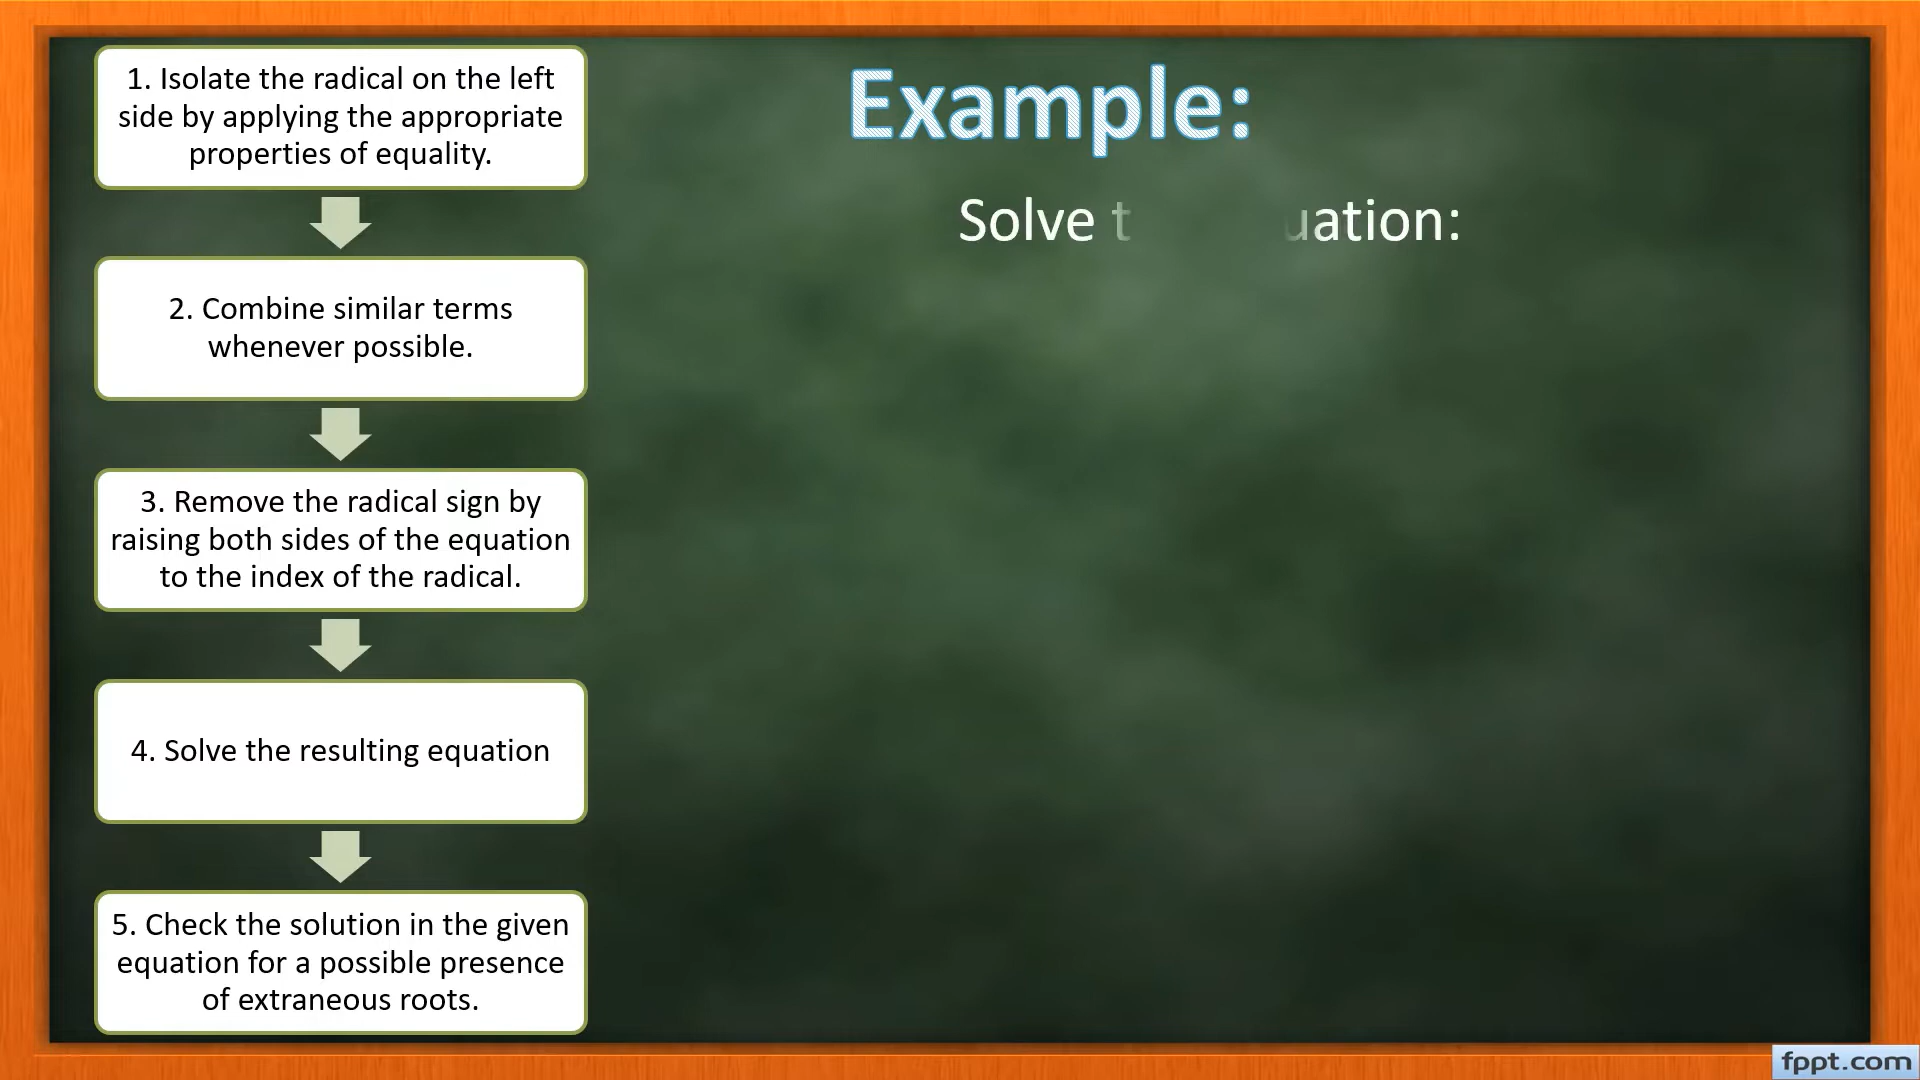 1. Isolate the radical on the left
side by applying the appropriate
properties of equality.
2. Combine similar terms
whenever possible.
3. Remove the radical sign by
raising both sides of the equation
to the index of the radical.
4. Solve the resulting equation
5. Check the solution in the given
equation for a possible presence
of extraneous roots.
Example:
Solve t uation:
fppt.com